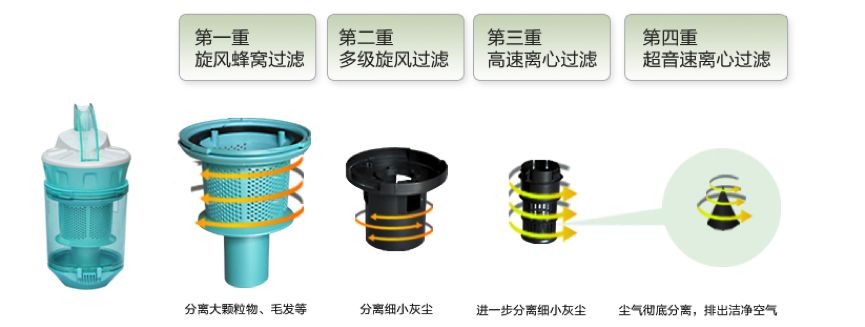 第一重
旋风蜂窝过滤
第二重
多级旋风过滤
第三重
高速离心过滤
第四重
超音速离心过滤
分离大颗粒物、毛发等
分离细小灰尘
进一步分离细小灰尘
尘气彻底分离，排出洁净空气